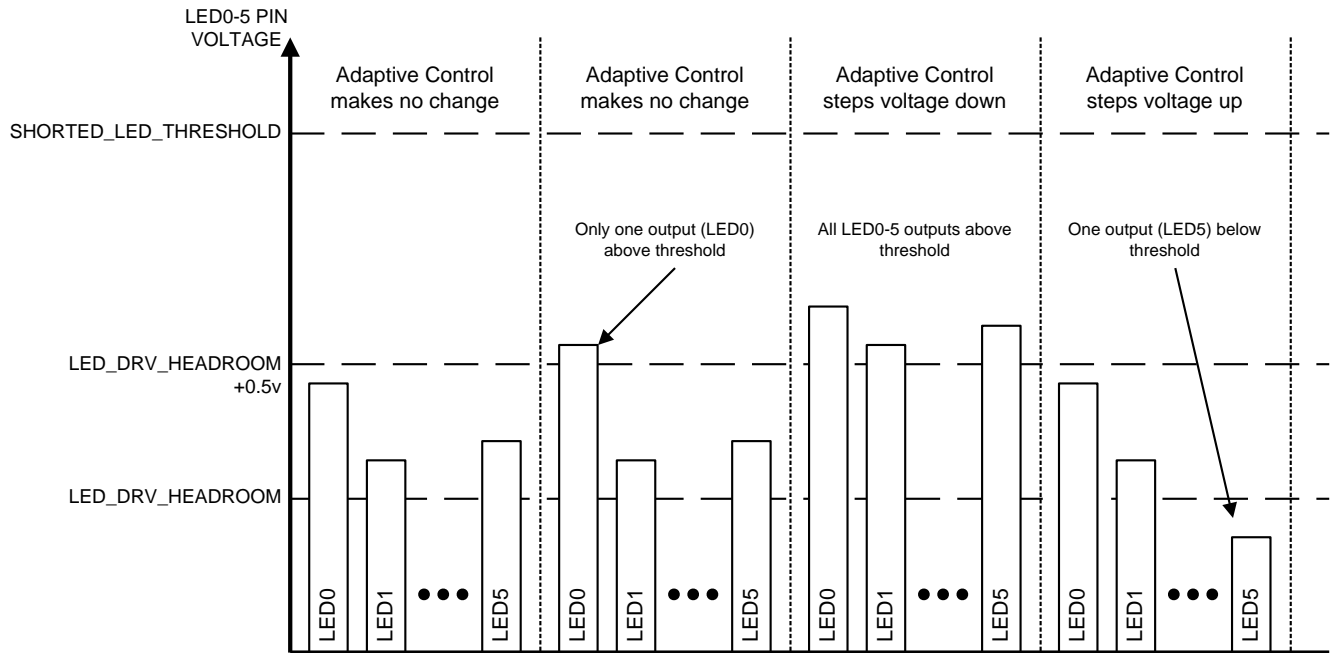 LED0-5 PIN
VOLTAGE
Adaptive Control
makes no change
Adaptive Control
makes no change
Adaptive Control
steps voltage down
Adaptive Control
steps voltage up
SHORTED_LED_THRESHOLD
Only one output (LED0)
above threshold
All LED0-5 outputs above
threshold
One output (LED5) below
threshold
LED_DRV_HEADROOM
+0.5v
LED_DRV_HEADROOM
LED0
LED1
LED5
LED0
LED1
LED5
LED0
LED1
LED5
LED0
LED1
LED5